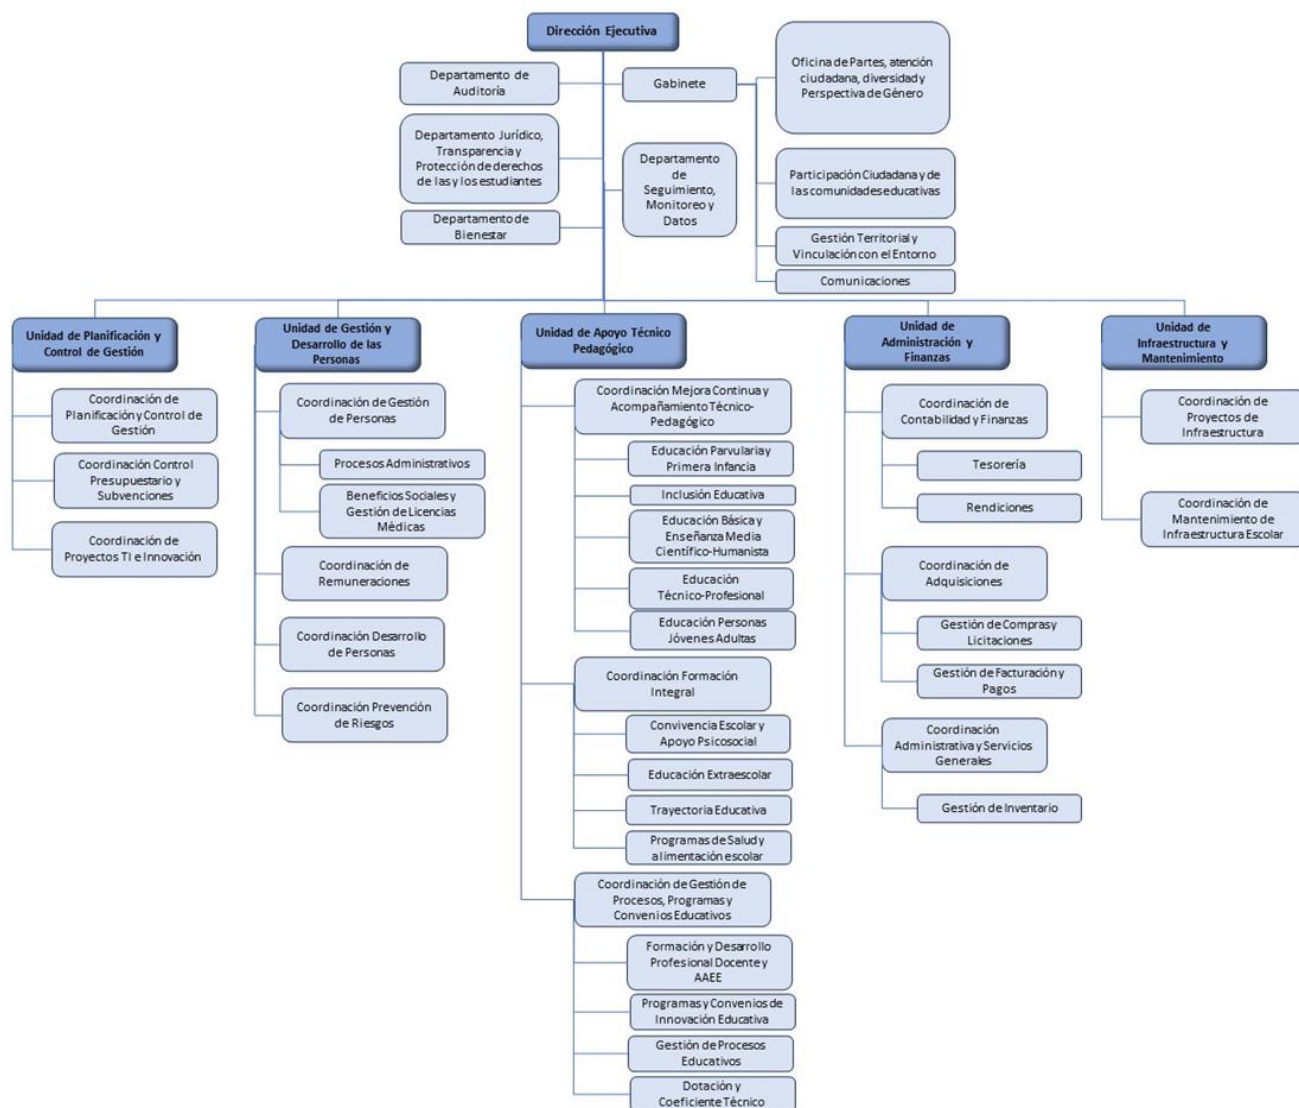 Dirección Ejecutiva
Departamento de
Auditoría
Gabinete
Oficina de Partes, atención
ciudadana, diversidad y
Perspectiva de Género
Departamento Jurídico,
Transparencia y
Protección de derechos
de las y los estudiantes
Departamento
de
Seguimiento,
Monitoreo y
Datos
Participación Ciudadana y de
las comunidades educativas
Departamento de
Bienestar
Gestión Territorial y
Vinculación con el Entorno
Comunicaciones
Unidad de Planificación y
Control de Gestión
Coordinación de
Planificación y Control de
Gestión
Coordinación Control
Presupuestario y
Subvenciones
Coordinación de
Proyectos TI e Innovación
Unidad de Gestión y
Desarrollo de las
Personas
Coordinación de Gestión
de Personas
Procesos Administrativos
Beneficios Sociales y
Gestión de Licencias
Médicas
Coordinación de
Remuneraciones
Coordinación Desarrollo
de Personas
Coordinación Prevención
de Riesgos
Unidad de Apoyo Técnico
Pedagógico
Coordinación Mejora Continua y
Acompañamiento Técnico-
Pedagógico
Educación Parvularia y
Primera Infancia
Inclusión Educativa
Educación Básica y
Enseñanza Media
Científico-Humanista
Educación
Técnico-Profesional
Educación Personas
Jóvenes Adultas
Coordinación Formación
Integral
Convivencia Escolar y
Apoyo Psicosocial
Educación Extraescolar
Trayectoria Educativa
Programas de Salud y
alimentación escolar
Coordinación de Gestión de
Procesos, Programas y
Convenios Educativos
Formación y Desarrollo
Profesional Docente y
AAEE
Programas y Convenios de
Innovación Educativa
Gestión de Procesos
Educativos
Dotación y
Coeficiente Técnico
Unidad de
Administración y
Finanzas
Coordinación de
Contabilidad y Finanzas
Tesorería
Rendiciones
Coordinación de
Adquisiciones
Gestión de Compras y
Licitaciones
Gestión de Facturación y
Pagos
Coordinación
Administrativa y Servicios
Generales
Gestión de Inventario
Unidad de
Infraestructura y
Mantenimiento
Coordinación de
Proyectos de
Infraestructura
Coordinación de
Mantenimiento de
Infraestructura Escolar